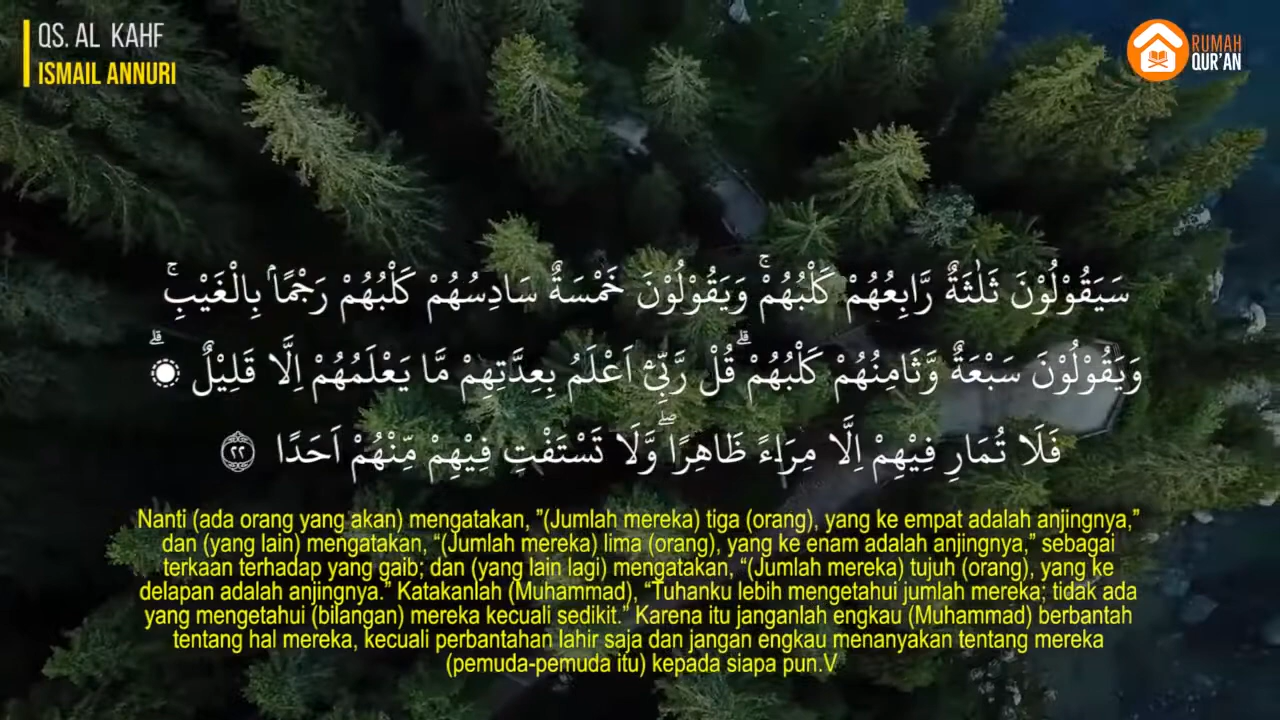 QS. AL KAHF
ISMAIL ANNURI
RUMAH
QUR'AN
سَيَقُوْلُوْنَ ثَلٰثَةٌ رَّابِعُهُمْ كَلْبُهُمْۚ وَيَقُوْلُوْنَ خَمْسَةٌ سَادِسُهُمْ كَلْبُهُمْ رَجْمًاۢ بِالْغَيْبِۚ
وَيَقُوْلُوْنَ سَبْعَةٌ وَّثَامِنُهُمْ كَلْبُهُمْۗ قُلْ رَّبِّيْٓ اَعْلَمُ بِعِدَّتِهِمْ مَّا يَعْلَمُهُمْ اِلَّا قَلِيْلٌ ۗ
فَلَا تُمَارِ فِيْهِمْ اِلَّا مِرَاۤءً ظَاهِرًاۖ وَّلَا تَسْتَفْتِ فِيْهِمْ مِّنْهُمْ اَحَدًا ٢٢
Nanti (ada orang yang akan) mengatakan, ”(Jumlah mereka) tiga (orang), yang ke empat adalah anjingnya,”
dan (yang lain) mengatakan, “(Jumlah mereka) lima (orang), yang ke enam adalah anjingnya,” sebagai
terkaan terhadap yang gaib; dan (yang lain lagi) mengatakan, “(Jumlah mereka) tujuh (orang), yang ke
delapan adalah anjingnya.” Katakanlah (Muhammad), “Tuhanku lebih mengetahui jumlah mereka; tidak ada
yang mengetahui (bilangan) mereka kecuali sedikit.” Karena itu janganlah engkau (Muhammad) berbantah
tentang hal mereka, kecuali perbantahan lahir saja dan jangan engkau menanyakan tentang mereka
(pemuda-pemuda itu) kepada siapa pun.V